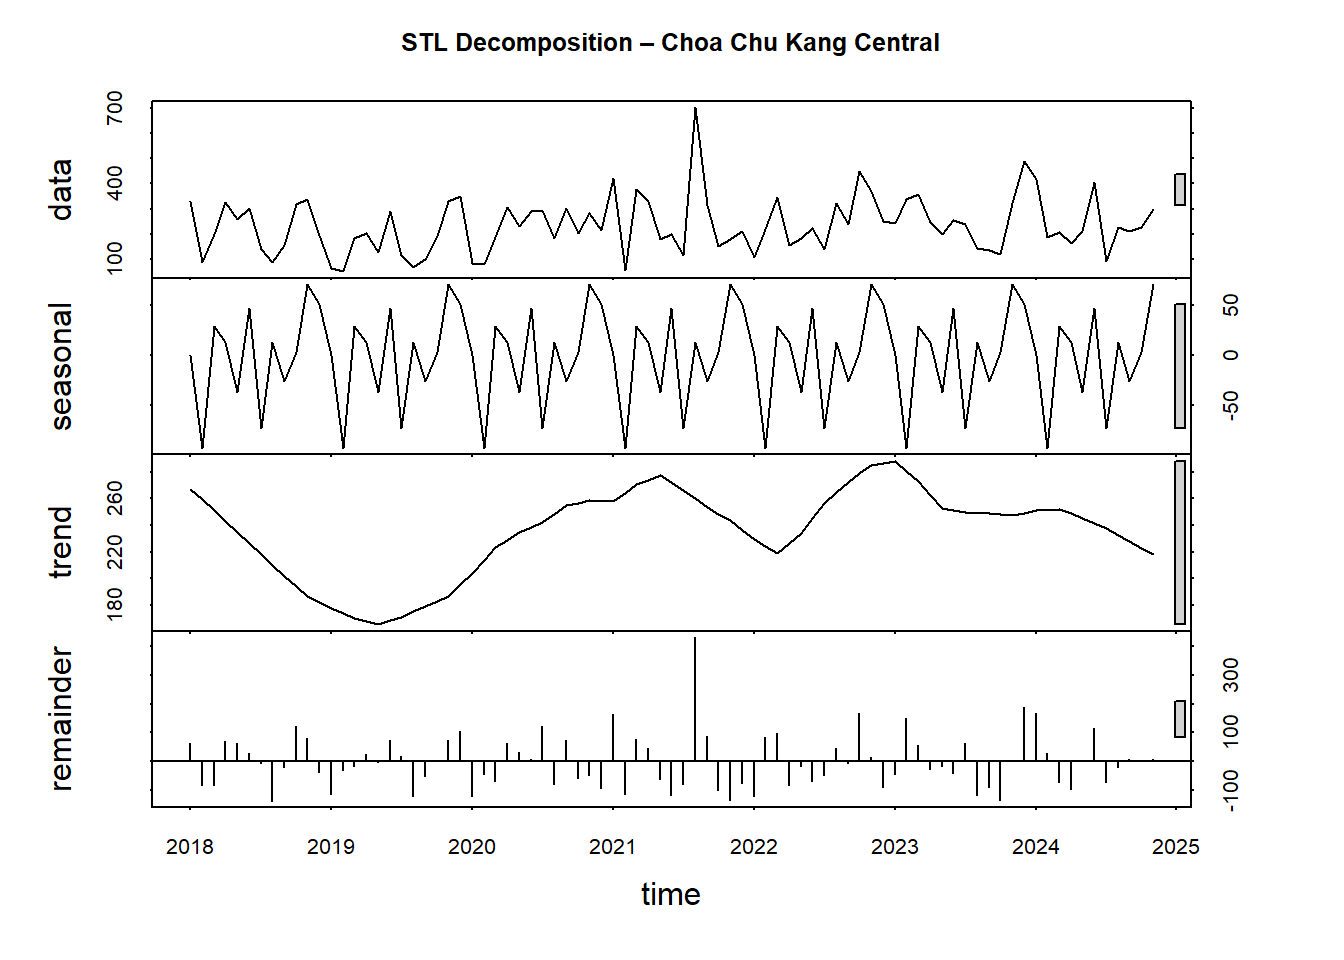 STL Decomposition – Choa Chu Kang Central
data
100 400 700
seasonal
-50 0 50
trend
180 220 260
remainder
-100 100 300
2018 2019 2020 2021 2022 2023 2024 2025
time